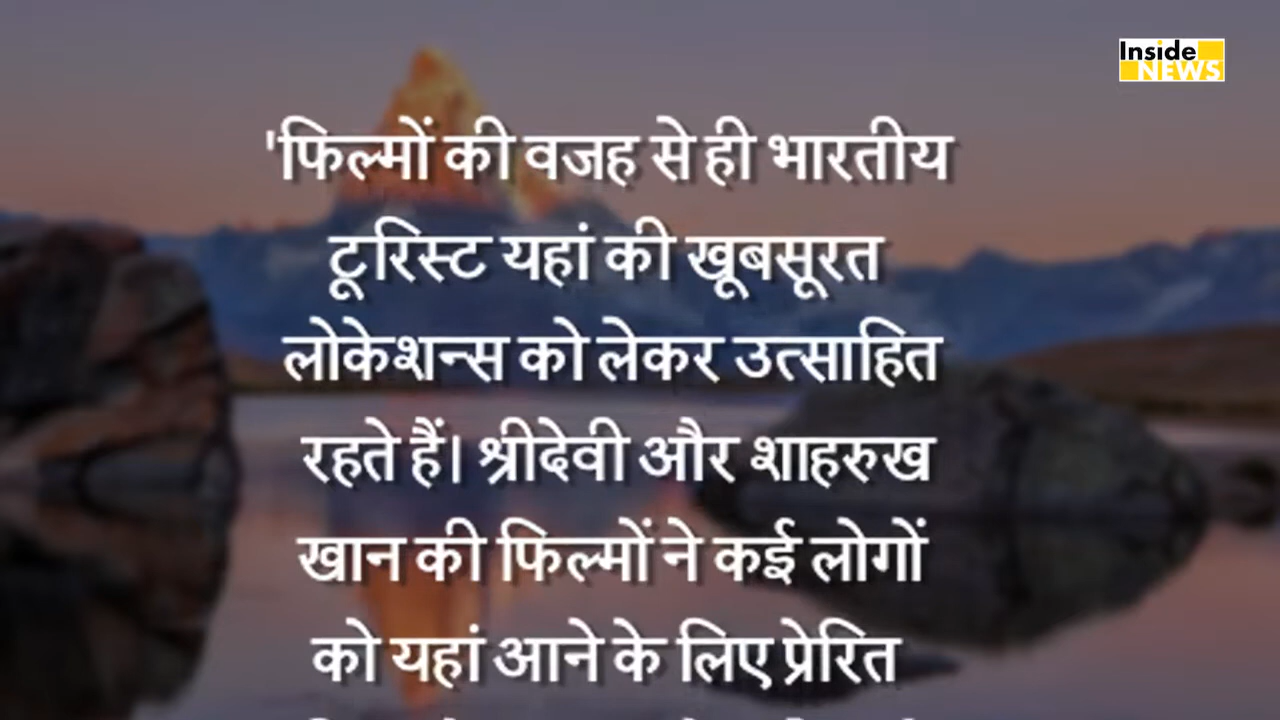 Inside
NEWS
'फिल्मों की वजह से ही भारतीय
टूरिस्ट यहां की खूबसूरत
लोकेशन्स को लेकर उत्साहित
रहते हैं। श्रीदेवी और शाहरुख
खान की फिल्मों ने कई लोगों
को यहां आने के लिए प्रेरित